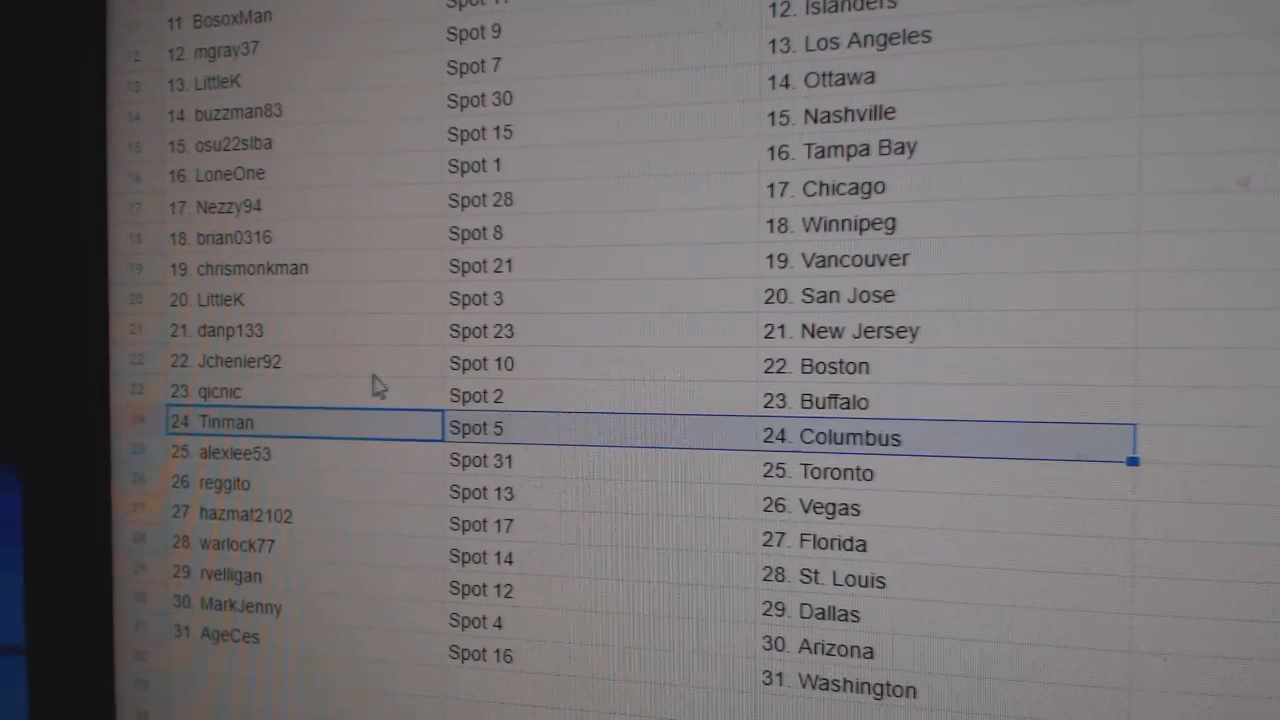 11 BosoxMan Spot 9 12. Islanders
12 mgray37 Spot 7 13. Los Angeles
13. LittleK Spot 30 14. Ottawa
14. buzzman83 Spot 15 15. Nashville
15. osu22slba Spot 1 16. Tampa Bay
16. LoneOne Spot 28 17. Chicago
17. Nezzy94 Spot 8 18. Winnipeg
18. brian0316 Spot 21 19. Vancouver
19. chrismonkman Spot 3 20. San Jose
20. LittleK Spot 23 21. New Jersey
21. danp133 Spot 10 22. Boston
22. Jchenier92 Spot 2 23. Buffalo
23. qicnic Spot 5 24. Columbus
24. Tinman Spot 31 25. Toronto
25. alexlee53 Spot 13 26. Vegas
26. reggito Spot 17 27. Florida
27 hazmat2102 Spot 14 28. St. Louis
28. warlock77 Spot 12 29. Dallas
29 rvelligan Spot 4 30. Arizona
30. MarkJenny Spot 16 31. Washington
31 AgeCes